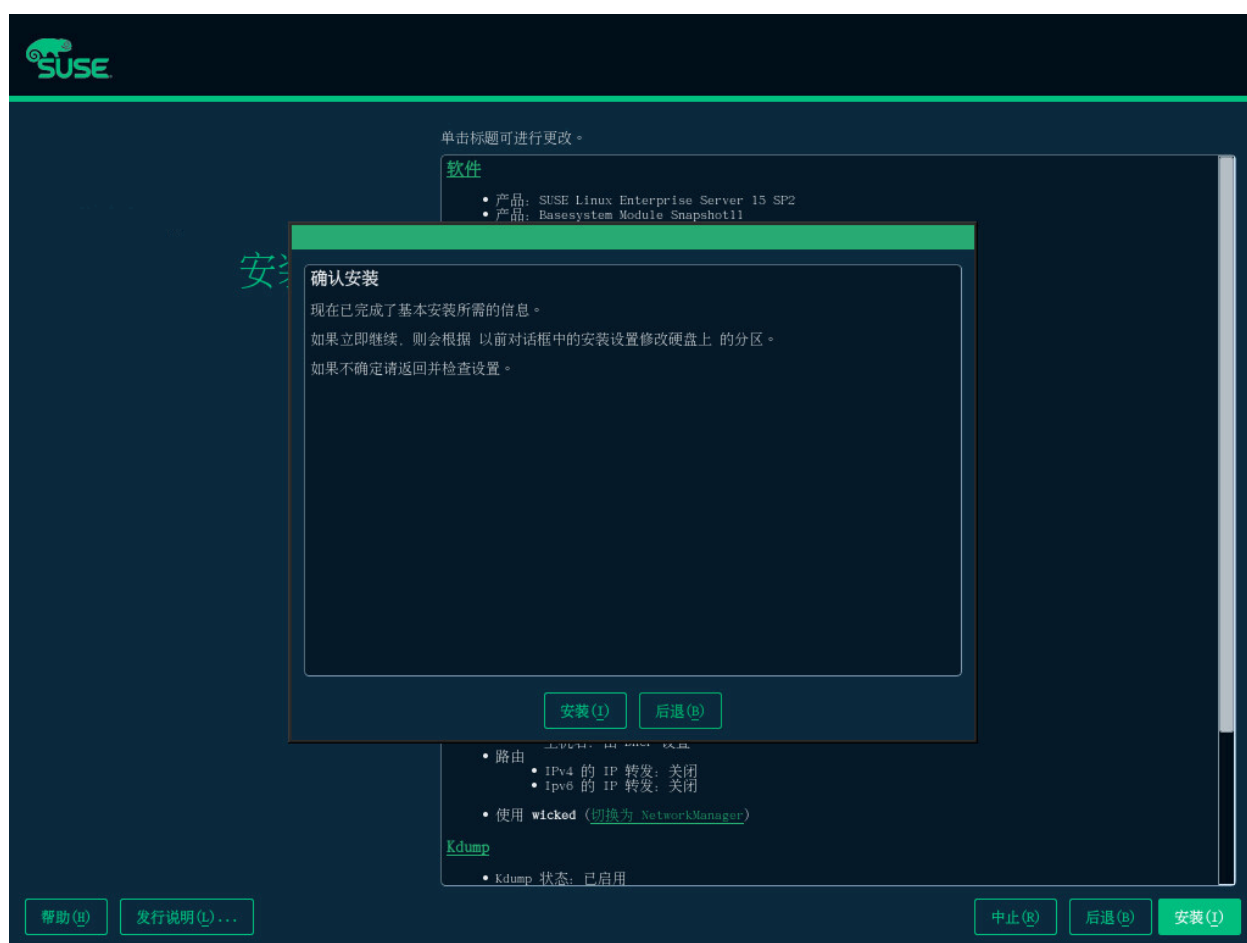 SUSE
单击标题可进行更改。
软件
• 产品: SUSE Linux Enterprise Server 15 SP2
• 产品: Basesystem Module Snapshot11
安装
确认安装
现在已完成了基本安装所需的信息。
如果立即继续, 则会根据 以前对话框中的安装设置修改硬盘上 的分区。
如果不确定请返回并检查设置。
安装(I) 后退(B)
主机名: 由 DHCP 设置
• 路由
• IPv4 的 IP 转发: 关闭
• Ipv6 的 IP 转发: 关闭
• 使用 wicked (切换为 NetworkManager)
Kdump
• Kdump 状态: 已启用
帮助(H) 发行说明(L)... 中止(R) 后退(B) 安装(I)